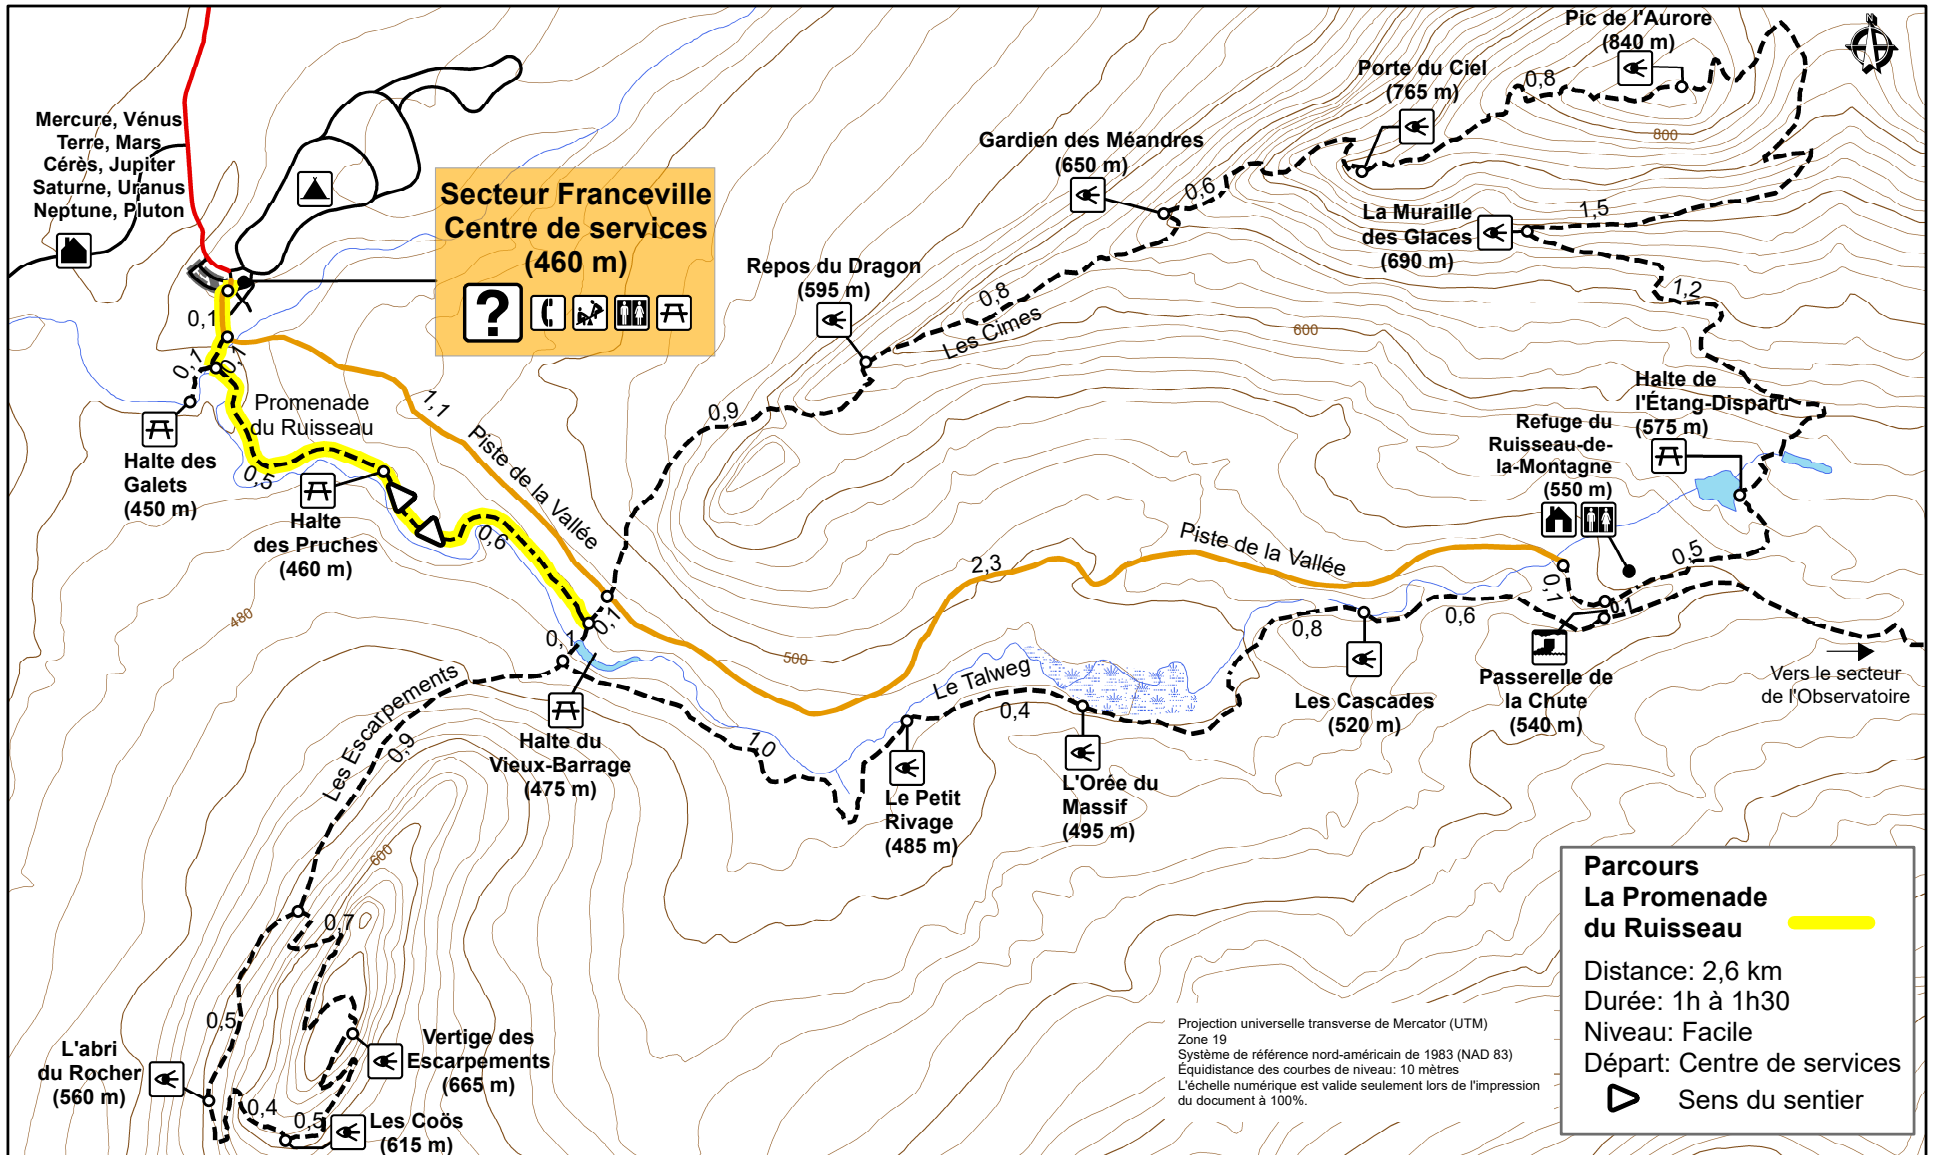 Pic de l'Aurore
(840 m)
Porte du Ciel
(765 m)
0,8
800
Mercure, Vénus
Terre, Mars
Cérès, Jupiter
Saturne, Uranus
Neptune, Pluton
Gardien des Méandres
(650 m)
0,6
Secteur Franceville
Centre de services
(460 m)
?
La Muraille
des Glaces
(690 m)
1,5
Repos du Dragon
(595 m)
0,8
Les Cimes
600
1,2
0,1
0,1
0,1
Promenade
du Ruisseau
1,1
Piste de la Vallée
0,9
Halte de
l'Étang-Disparu
(575 m)
Refuge du
Ruisseau-de-
la-Montagne
(550 m)
Halte des
Galets
(450 m)
0,5
Halte
des Pruches
(460 m)
0,6
Piste de la Vallée
2,3
0,5
0,1
0,1
480
0,1
0,1
500
Le Talweg
0,4
0,8
0,6
Les Cascades
(520 m)
Passerelle de
la Chute
(540 m)
Vers le secteur
de l'Observatoire
Les Escarpements
0,9
Halte du
Vieux-Barrage
(475 m)
1,0
Le Petit
Rivage
(485 m)
L'Orée du
Massif
(495 m)
600
0,7
0,5
L'abri
du Rocher
(560 m)
Vertige des
Escarpements
(665 m)
0,4
0,5
Les Coös
(615 m)
Projection universelle transverse de Mercator (UTM)
Zone 19
Système de référence nord-américain de 1983 (NAD 83)
Équidistance des courbes de niveau: 10 mètres
L'échelle numérique est valide seulement lors de l'impression
du document à 100%.
Parcours
La Promenade
du Ruisseau
Distance: 2,6 km
Durée: 1h à 1h30
Niveau: Facile
Départ: Centre de services
Sens du sentier
N